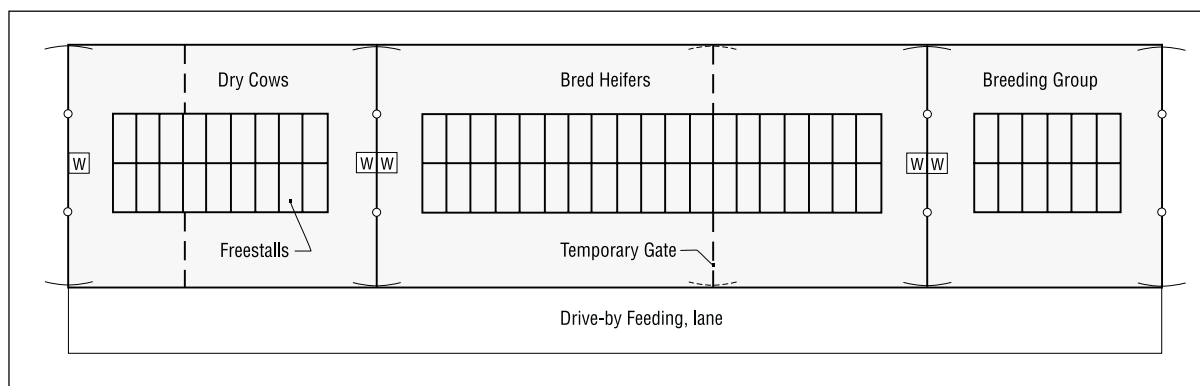 Dry Cows
Bred Heifers
Breeding Group
W
W W
W W
Freestalls
Temporary Gate
Drive-by Feeding, lane